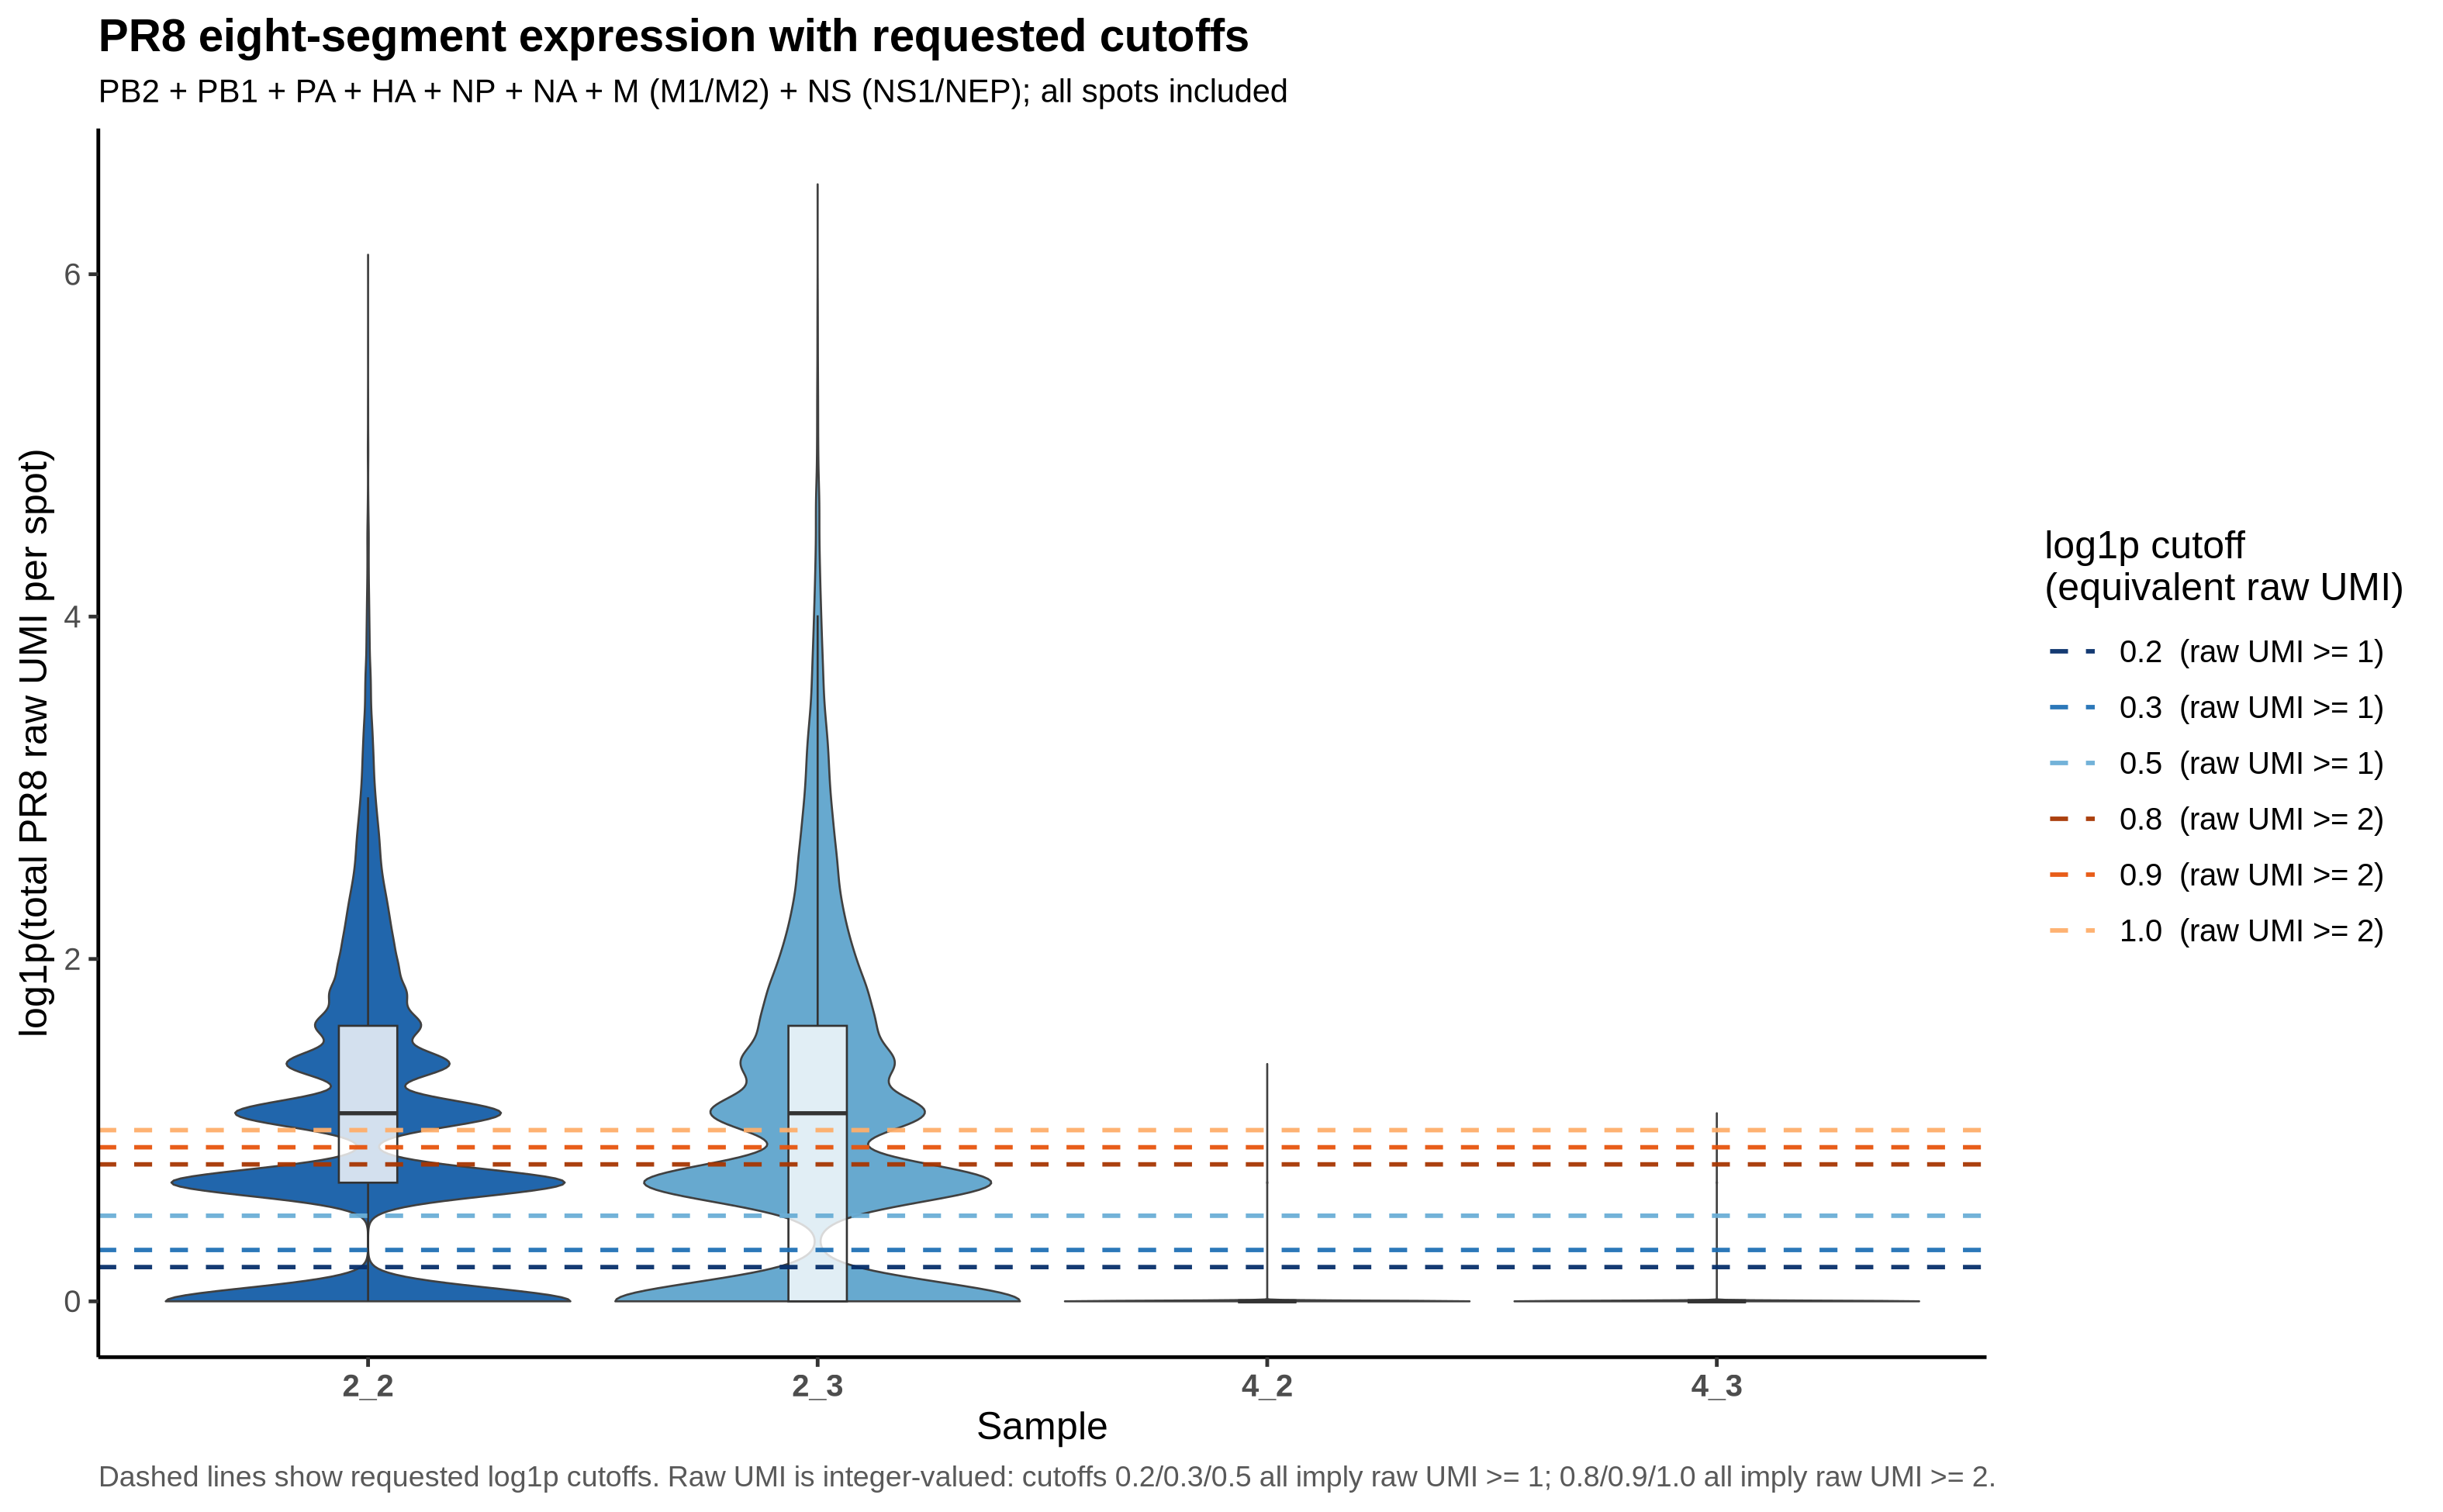 PR8 eight-segment expression with requested cutoffs
PB2 + PB1 + PA + HA + NP + NA + M (M1/M2) + NS (NS1/NEP); all spots included
log1p(total PR8 raw UMI per spot)
6
4
2
0
2_2
2_3
4_2
4_3
Sample
log1p cutoff
(equivalent raw UMI)
0.2 (raw UMI >= 1)
0.3 (raw UMI >= 1)
0.5 (raw UMI >= 1)
0.8 (raw UMI >= 2)
0.9 (raw UMI >= 2)
1.0 (raw UMI >= 2)
Dashed lines show requested log1p cutoffs. Raw UMI is integer-valued: cutoffs 0.2/0.3/0.5 all imply raw UMI >= 1; 0.8/0.9/1.0 all imply raw UMI >= 2.